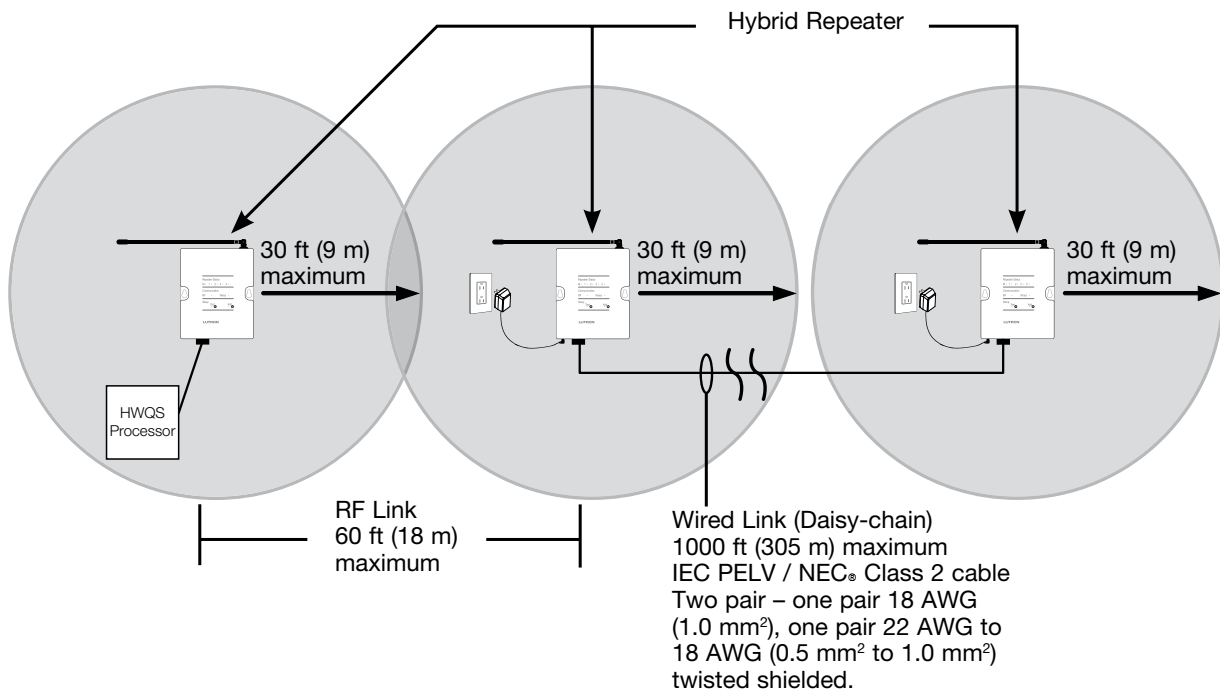 Hybrid Repeater
30 ft (9 m)
maximum
30 ft (9 m)
maximum
30 ft (9 m)
maximum
LUTRON
LUTRON
LUTRON
HWQS
Processor
RF Link
60 ft (18 m)
maximum
Wired Link (Daisy-chain)
1000 ft (305 m) maximum
IEC PELV / NEC® Class 2 cable
Two pair – one pair 18 AWG
(1.0 mm²), one pair 22 AWG to
18 AWG (0.5 mm² to 1.0 mm²)
twisted shielded.